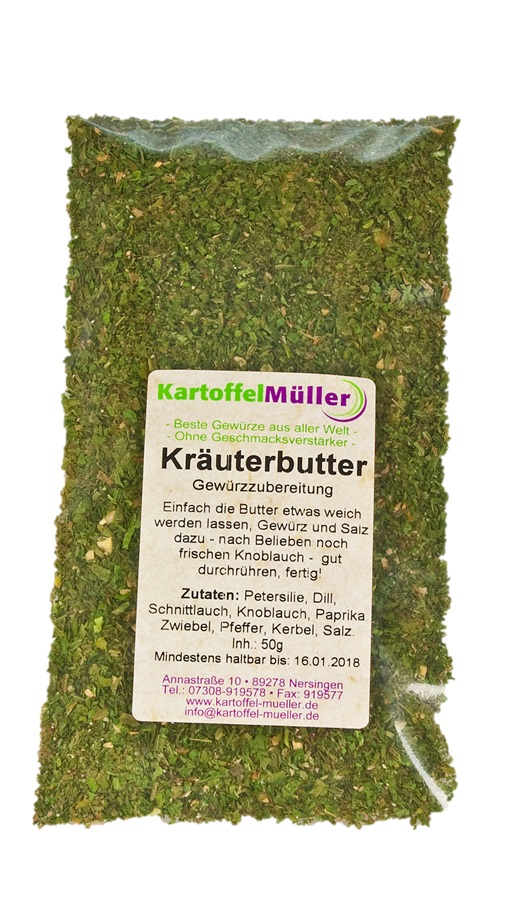 KartoffelMüller
- Beste Gewürze aus aller Welt -
- Ohne Geschmacksverstärker -
Kräuterbutter
Gewürzzubereitung
Einfach die Butter etwas weich
werden lassen, Gewürz und Salz
dazu - nach Belieben noch
frischen Knoblauch - gut
durchrühren, fertig!
Zutaten: Petersilie, Dill,
Schnittlauch, Knoblauch, Paprika
Zwiebel, Pfeffer, Kerbel, Salz.
Inh.: 50g
Mindestens haltbar bis: 16.01.2018
Annastraße 10 • 89278 Nersingen
Tel.: 07308-919578 • Fax: 919577
www.kartoffel-mueller.de
info@kartoffel-mueller.de